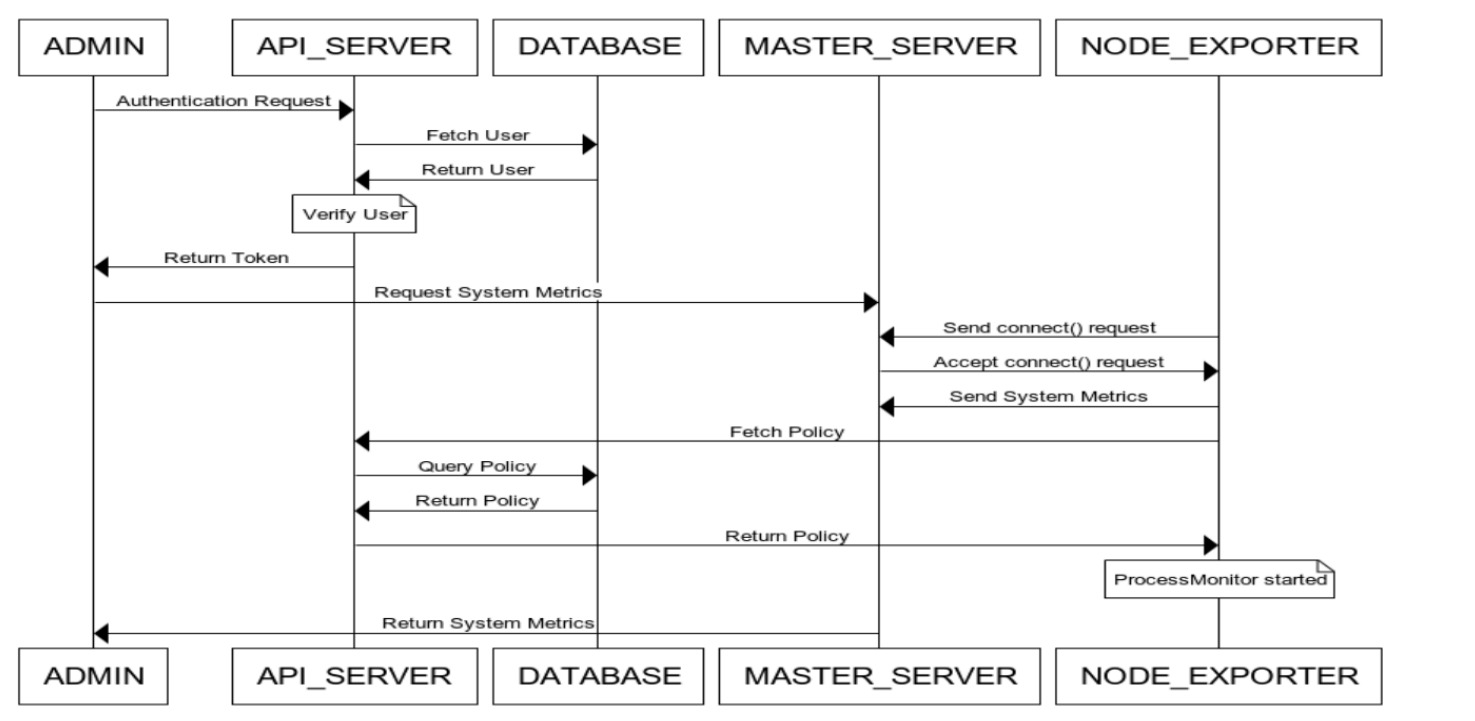 ADMIN
API_SERVER
DATABASE
MASTER_SERVER
NODE_EXPORTER
Authentication Request
Fetch User
Return User
Verify User
Return Token
Request System Metrics
Send connect() request
Accept connect() request
Send System Metrics
Fetch Policy
Query Policy
Return Policy
Return Policy
ProcessMonitor started
Return System Metrics
ADMIN
API_SERVER
DATABASE
MASTER_SERVER
NODE_EXPORTER